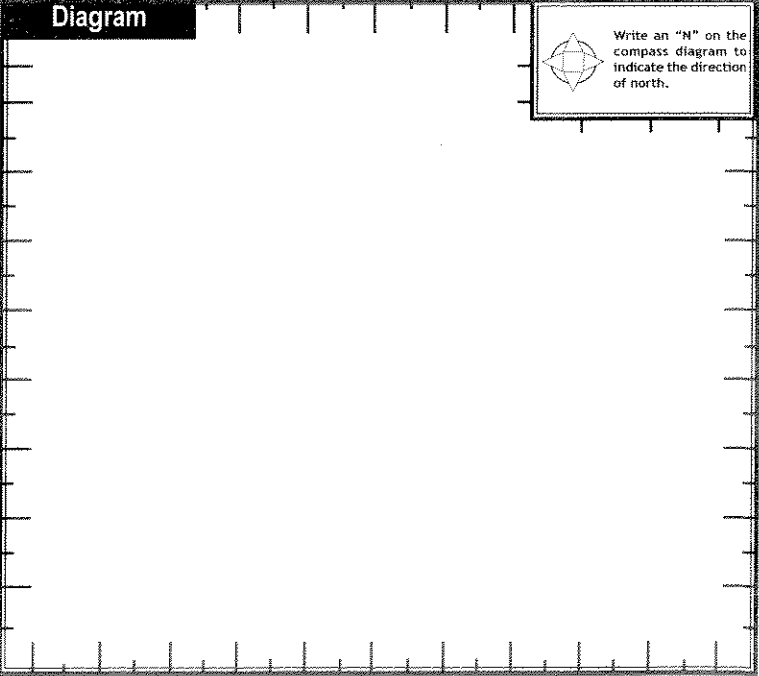 Diagram
Write an "N" on the
compass diagram to
indicate the direction
of north.